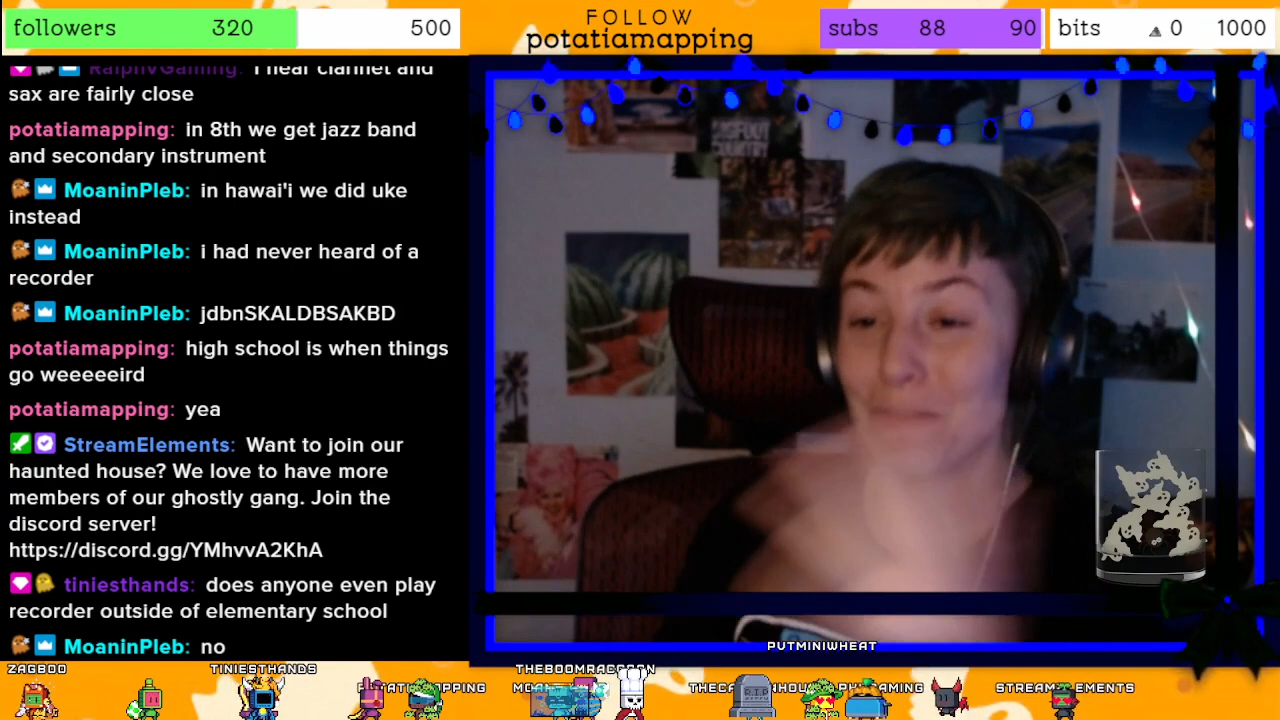 followers 320 500
FOLLOW
potatiamapping
subs 88 90
bits 0 1000
RalphVGaming: I hear clarinet and
sax are fairly close
potatiamapping: in 8th we get jazz band
and secondary instrument
MoaninPleb: in hawai'i we did uke
instead
MoaninPleb: i had never heard of a
recorder
MoaninPleb: jdbnSKALDBSAKBD
potatiamapping: high school is when things
go weeeeeird
potatiamapping: yea
StreamElements: Want to join our
haunted house? We love to have more
members of our ghostly gang. Join the
discord server!
https://discord.gg/YMhvvA2KhA
tiniesthands: does anyone even play
recorder outside of elementary school
MoaninPleb: no
BIGFOOT
COUNTRY
PUTMINIWHEAT
ZAGBOO
TINIESTHANDS
THEBOOMRACCOON
R.I.P